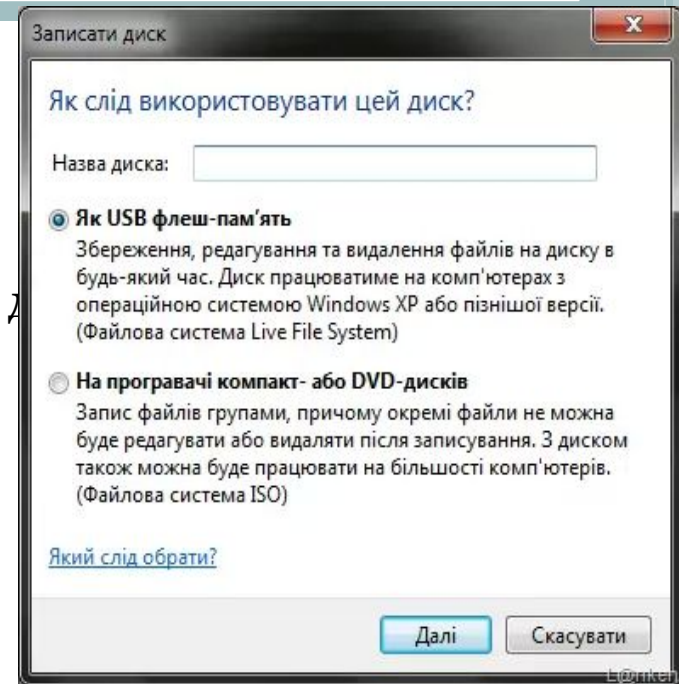 Записати диск
Як слід використовувати цей диск?
Назва диска:
Як USB флеш-пам'ять
Збереження, редагування та видалення файлів на диску в
будь-який час. Диск працюватиме на комп'ютерах з
операційною системою Windows XP або пізнішої версії.
(Файлова система Live File System)
На програвачі компакт- або DVD-дисків
Запис файлів групами, причому окремі файли не можна
буде редагувати або видаляти після записування. З диском
також можна буде працювати на більшості комп'ютерів.
(Файлова система ISO)
Який слід обрати?
Далі Скасувати